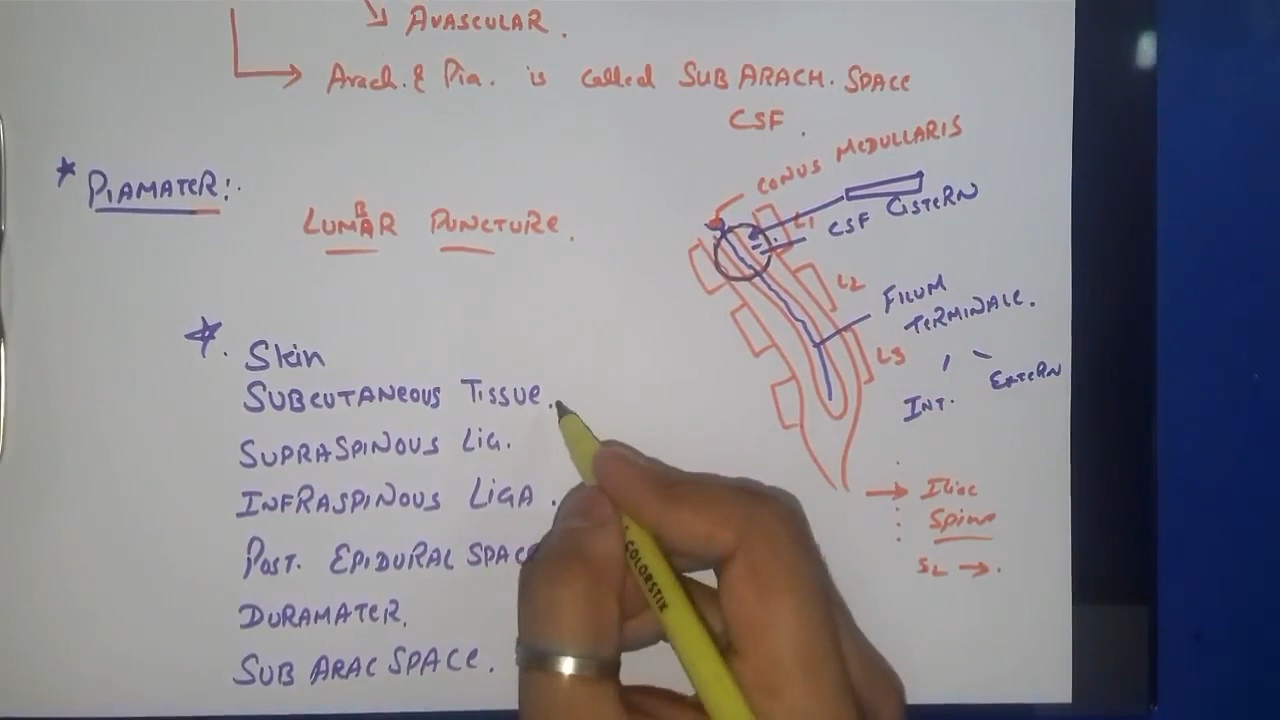 AVASCULAR.
Arach. & Pia. is called SUB ARACH. SPACE
CSF.
CONUS MEDULLARIS
* PIAMATER:.
LUMBAR PUNCTURE.
L1
CSF CISTERN
L2
FILUM
TERMINALE.
L3
INT. EXTERN
* . Skin
SUBCUTANEOUS TISSUE.
SUPRASPINOUS LIG.
INFRASPINOUS LIGA.
POST. EPIDURAL SPACE
DURAMATER.
SUB ARAC SPACE.
→ Iliac
Spine
S2 →.
COLORSTIX